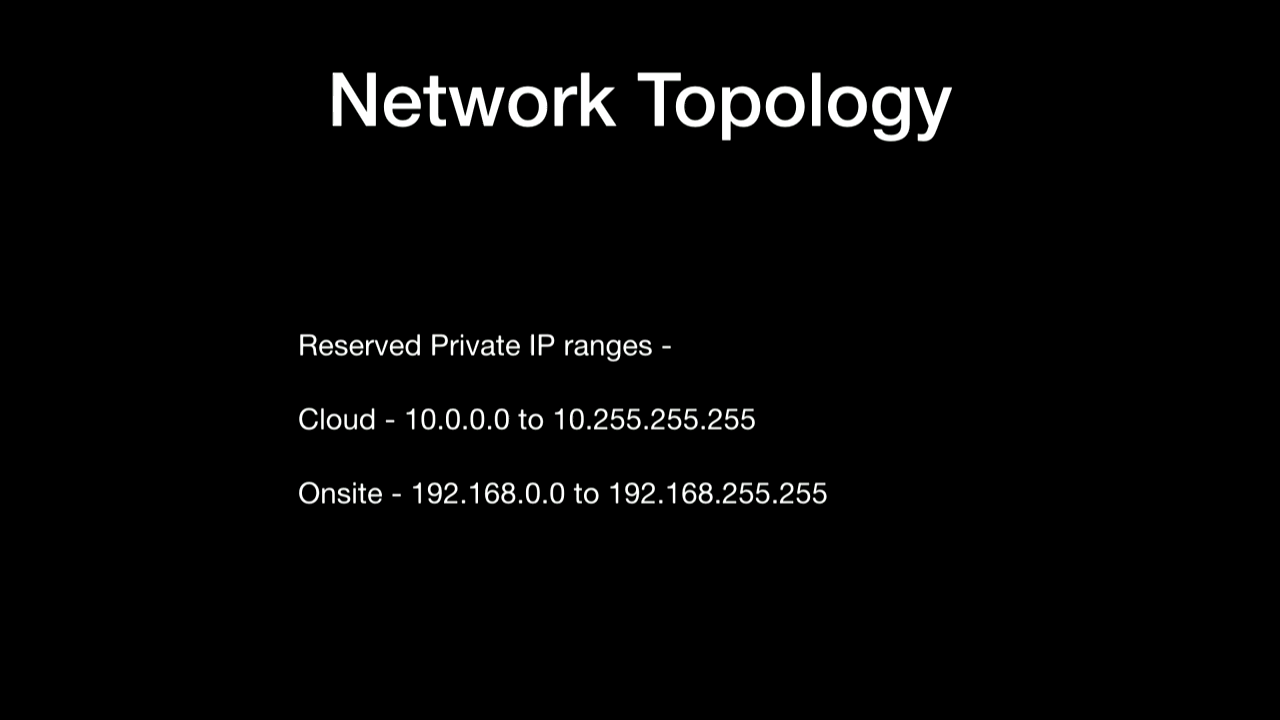 Network Topology
Reserved Private IP ranges -
Cloud - 10.0.0.0 to 10.255.255.255
Onsite - 192.168.0.0 to 192.168.255.255